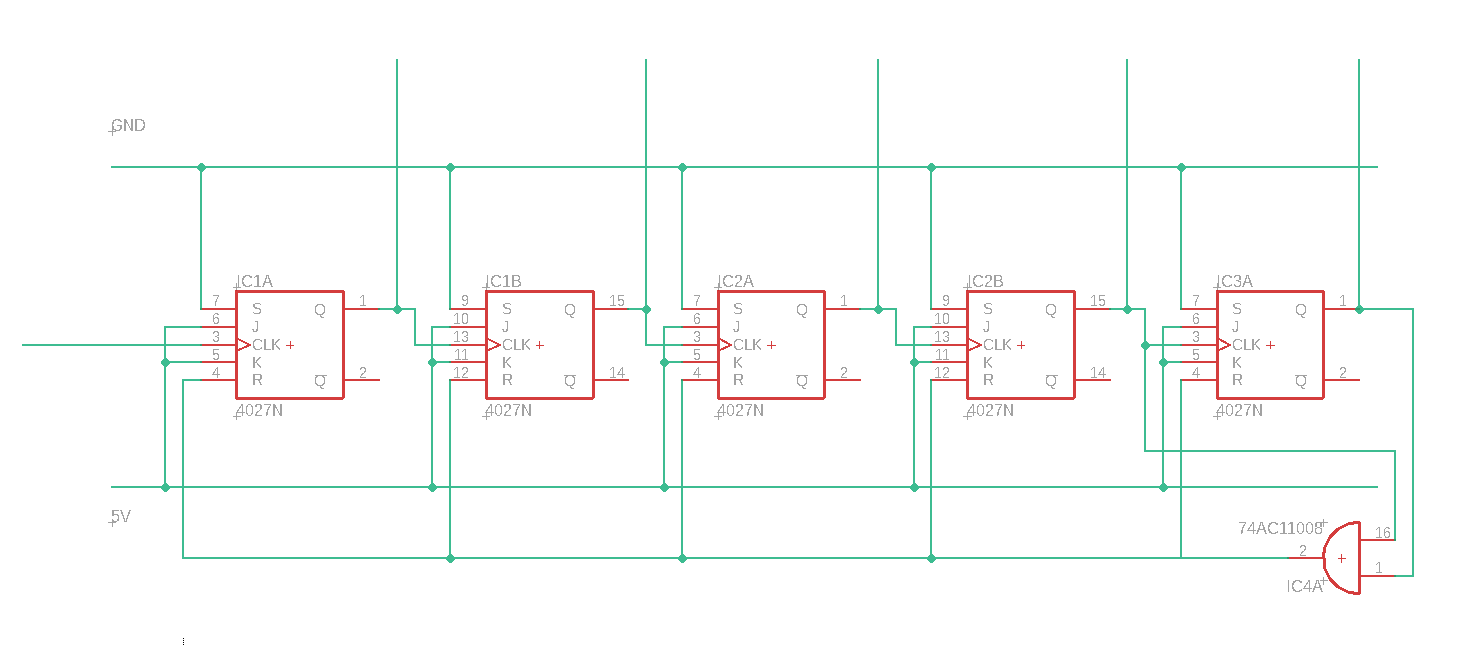 GND
IC1A
IC1B
IC2A
IC2B
IC3A
7 S Q 1
9 S Q 15
7 S Q 1
9 S Q 15
7 S Q 1
6 J
10 J
6 J
10 J
6 J
3 CLK +
13 CLK +
3 CLK +
13 CLK +
3 CLK +
5 K
11 K
5 K
11 K
5 K
4 R Q̅ 2
12 R Q̅ 14
4 R Q̅ 2
12 R Q̅ 14
4 R Q̅ 2
4027N
4027N
4027N
4027N
4027N
5V
74AC11008
16
2 +
1
IC4A